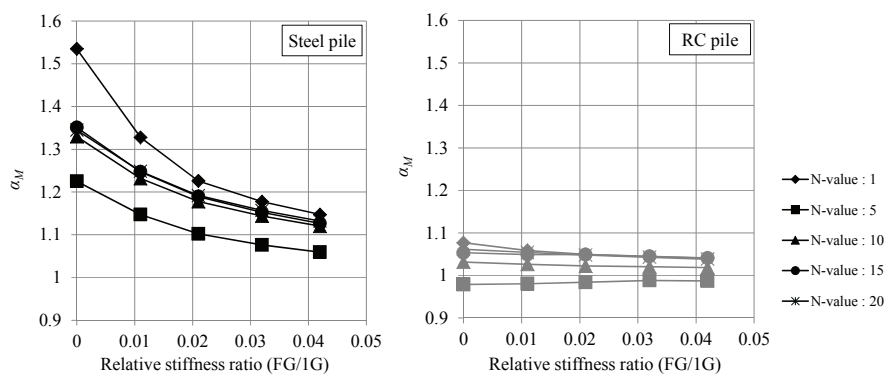 1.6
1.5
1.4
1.3
1.2
1.1
1
0.9
α_M
Steel pile
0 0.01 0.02 0.03 0.04 0.05
Relative stiffness ratio (FG/1G)
1.6
1.5
1.4
1.3
1.2
1.1
1.0
0.9
α_M
RC pile
0 0.01 0.02 0.03 0.04 0.05
Relative stiffness ratio (FG/1G)
N-value : 1
N-value : 5
N-value : 10
N-value : 15
N-value : 20